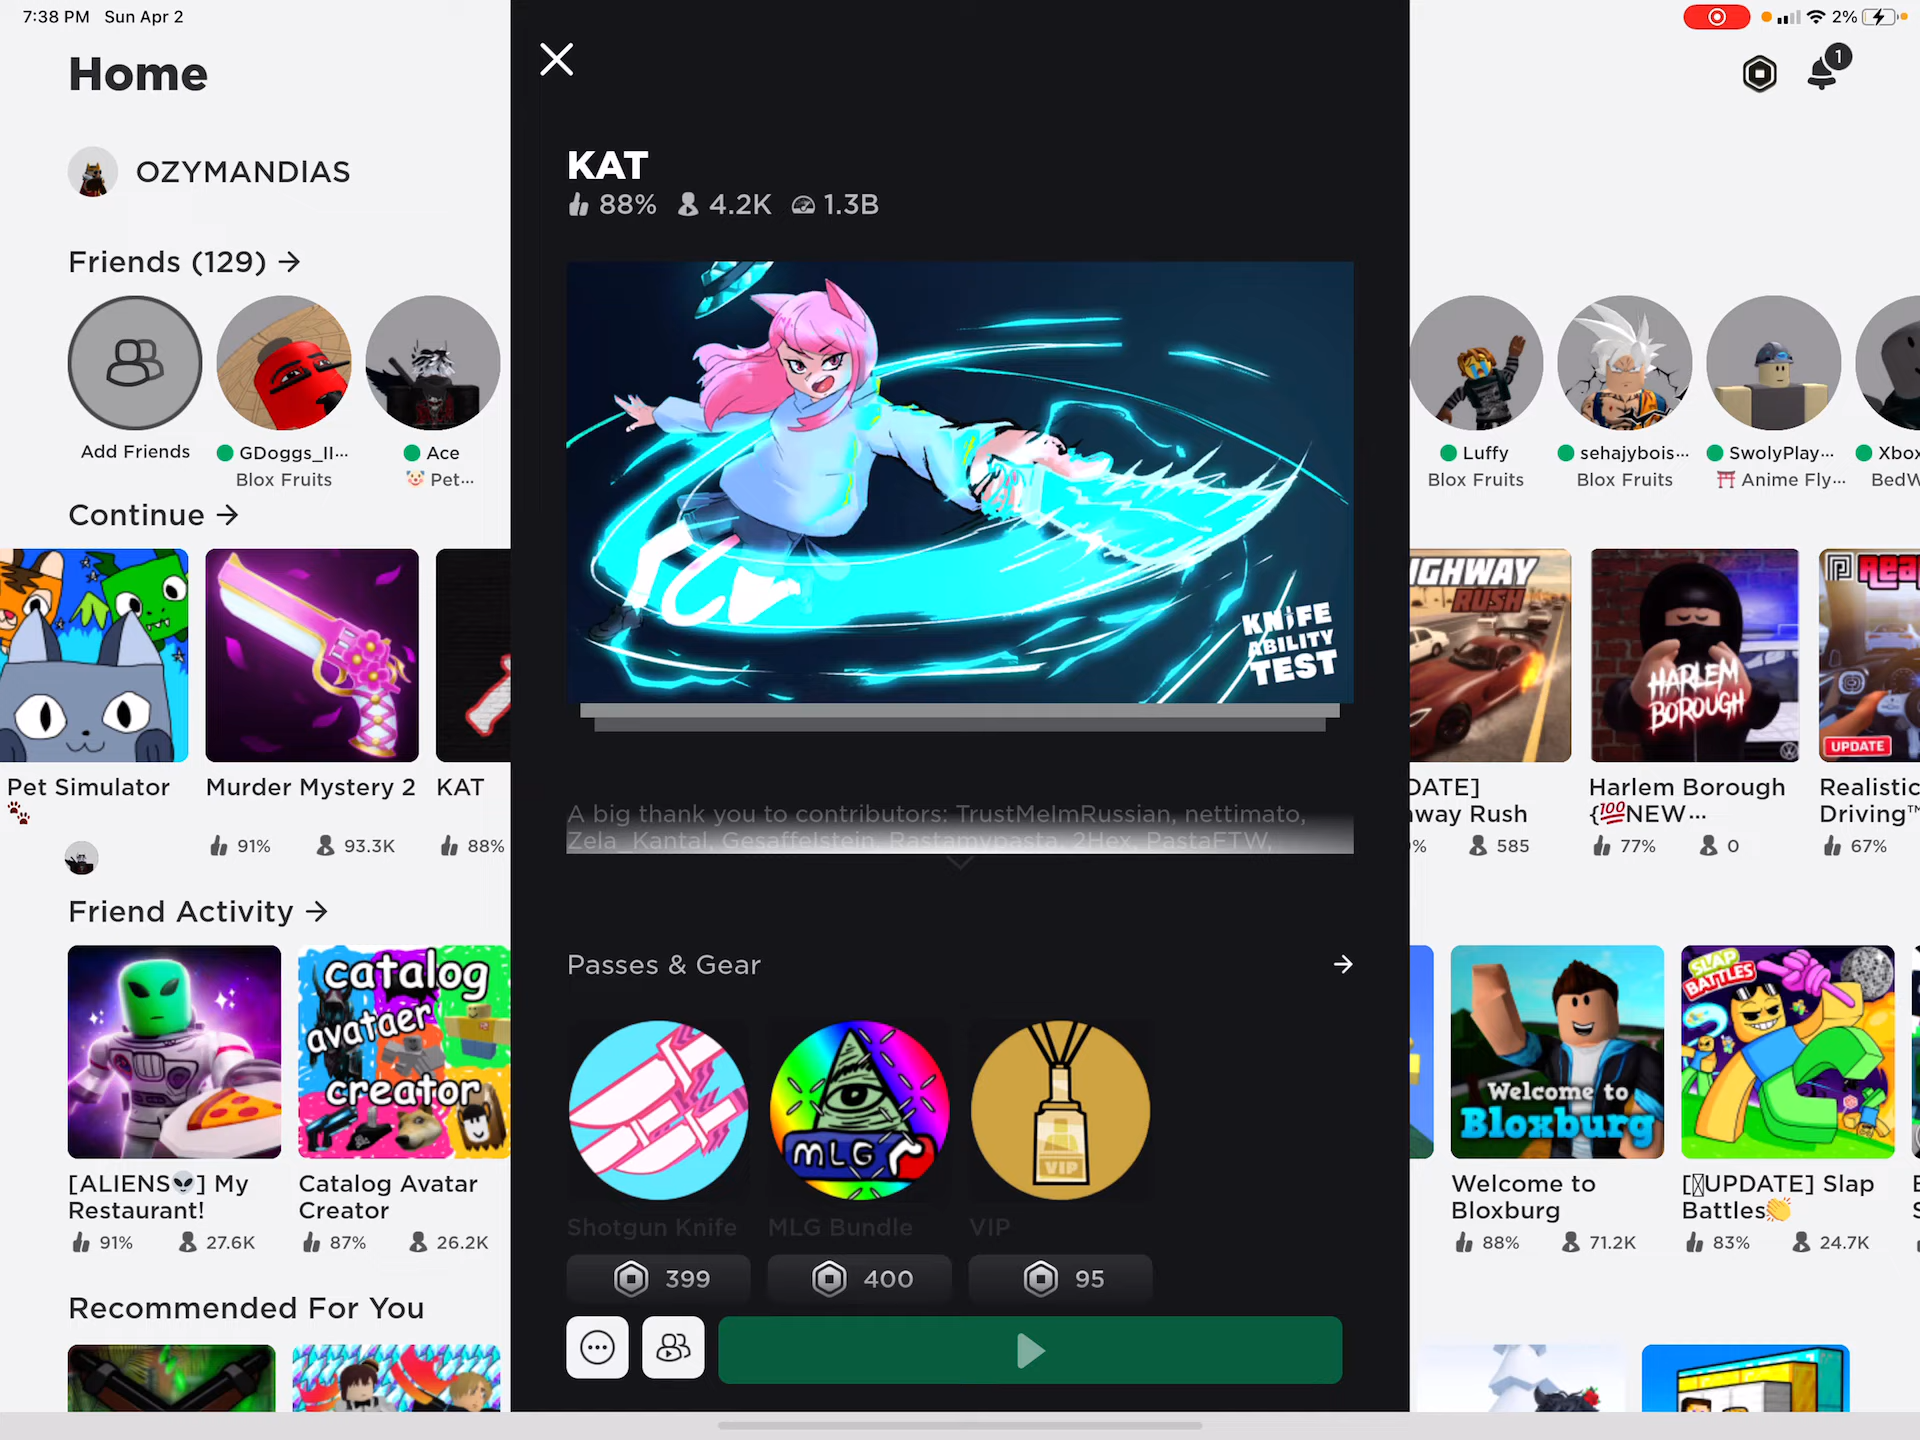 7:38 PM Sun Apr 2
2%
Home
1
OZYMANDIAS
Friends (129) →
Add Friends
GDoggs_II...
Blox Fruits
Ace
🤡 Pet...
Luffy
Blox Fruits
sehajybois...
Blox Fruits
SwolyPlay...
⛩️ Anime Fly...
Xbox
BedW
Continue →
Pet Simulator
🐾
Murder Mystery 2
91% 93.3K
KAT
88%
KAT
88% 4.2K 1.3B
KNIFE
ABILITY
TEST
A big thank you to contributors: TrustMeImRussian, nettimato,
Zela_Kantal, Gesaffelstein, Rastamypasta, 2Hex, PastaFTW,
Passes & Gear
MLG
VIP
Shotgun Knife
MLG Bundle
VIP
399
400
95
IGHWAY
RUSH
DATE]
way Rush
% 585
HARLEM
BOROUGH
Harlem Borough
{💯NEW...
77% 0
Rea
UPDATE
Realistic
Driving™
67%
Friend Activity →
[ALIENS👽] My
Restaurant!
91% 27.6K
catalog
avataer
creator
Catalog Avatar
Creator
87% 26.2K
Welcome to
Bloxburg
Welcome to
Bloxburg
88% 71.2K
SLAP
BATTLES
[UPDATE] Slap
Battles👏
83% 24.7K
Recommended For You